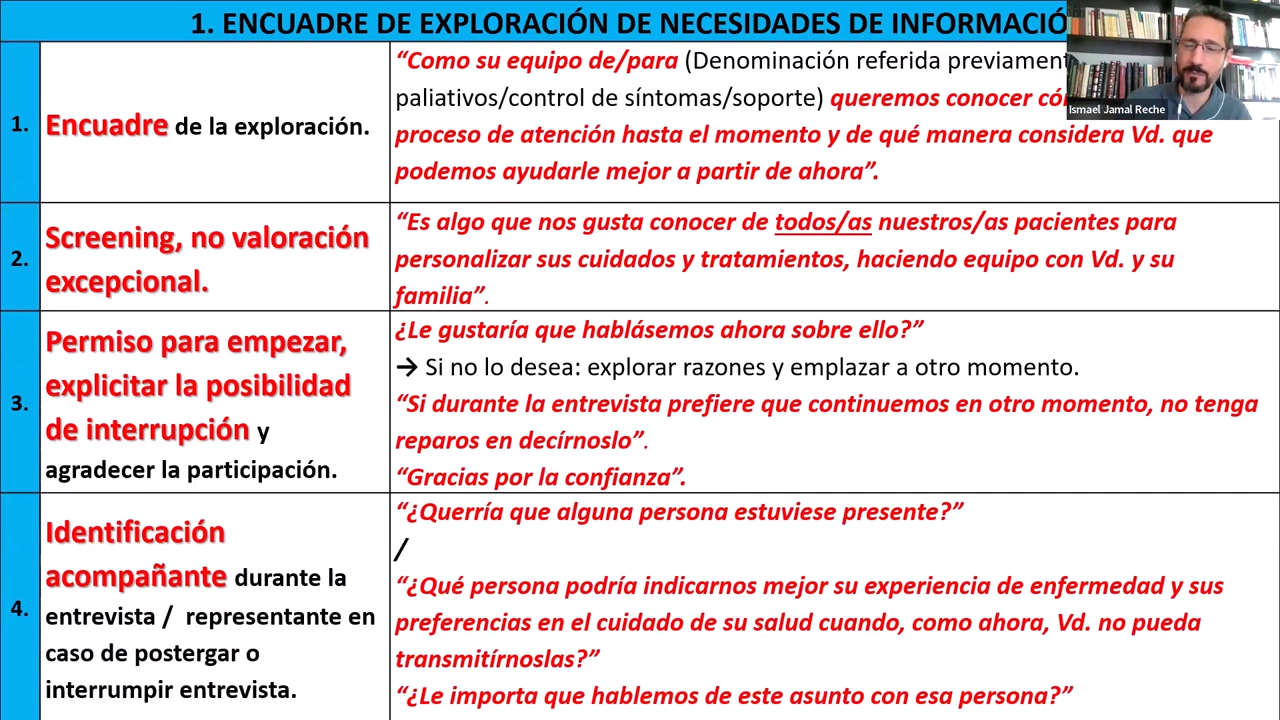 1. ENCUADRE DE EXPLORACIÓN DE NECESIDADES DE INFORMACIÓ
1.
Encuadre de la exploración.
“Como su equipo de/para (Denominación referida previament
paliativos/control de síntomas/soporte) queremos conocer có
proceso de atención hasta el momento y de qué manera considera Vd. que
podemos ayudarle mejor a partir de ahora”.
Ismael Jamal Reche
2.
Screening, no valoración
excepcional.
“Es algo que nos gusta conocer de todos/as nuestros/as pacientes para
personalizar sus cuidados y tratamientos, haciendo equipo con Vd. y su
familia”.
3.
Permiso para empezar,
explicitar la posibilidad
de interrupción y
agradecer la participación.
¿Le gustaría que hablásemos ahora sobre ello?”
→ Si no lo desea: explorar razones y emplazar a otro momento.
“Si durante la entrevista prefiere que continuemos en otro momento, no tenga
reparos en decírnoslo”.
“Gracias por la confianza”.
4.
Identificación
acompañante durante la
entrevista / representante en
caso de postergar o
interrumpir entrevista.
“¿Querría que alguna persona estuviese presente?”
/
“¿Qué persona podría indicarnos mejor su experiencia de enfermedad y sus
preferencias en el cuidado de su salud cuando, como ahora, Vd. no pueda
transmitírnoslas?”
“¿Le importa que hablemos de este asunto con esa persona?”